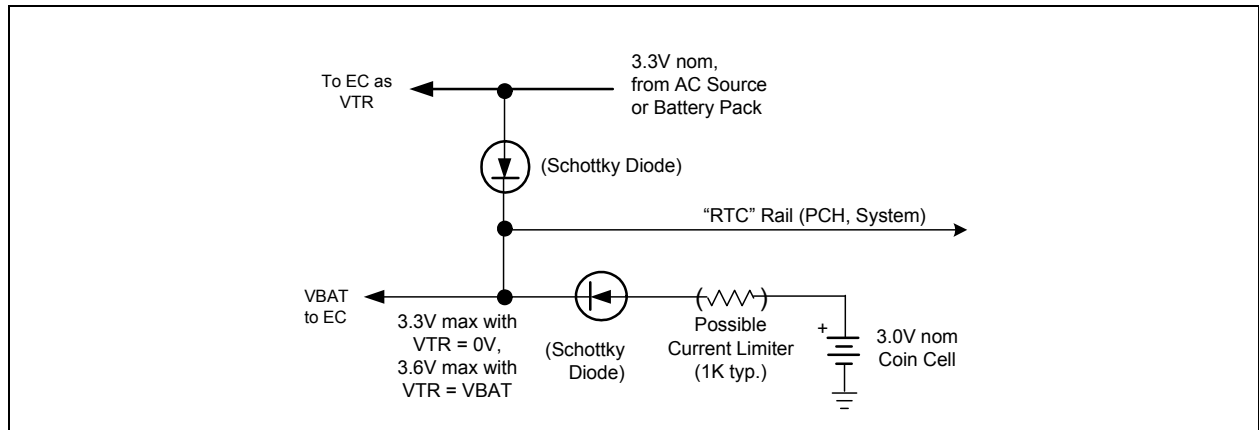 3.3V nom,
from AC Source
or Battery Pack
To EC as
VTR
(Schottky Diode)
“RTC” Rail (PCH, System)
VBAT
to EC
3.3V max with
VTR = 0V,
3.6V max with
VTR = VBAT
(Schottky
Diode)
( )
Possible
Current Limiter
(1K typ.)
+
3.0V nom
Coin Cell